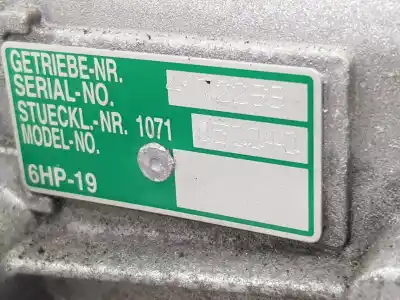 GETRIEBE-NR.
SERIAL-NO.
STUECKL.-NR. 1071
MODEL-NO.
6HP-19